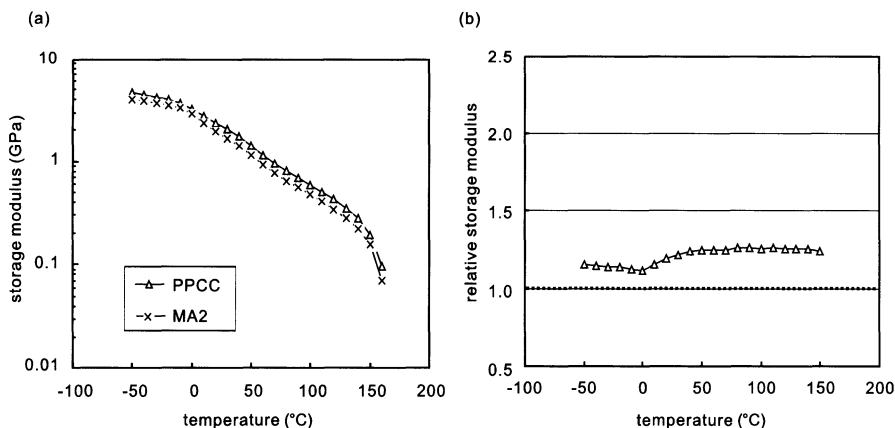 (a)
storage modulus (GPa)
10
1
0.1
0.01
PPCC
MA2
-100 -50 0 50 100 150 200
temperature (°C)
(b)
relative storage modulus
2.5
2.0
1.5
1.0
0.5
-100 -50 0 50 100 150 200
temperature (°C)